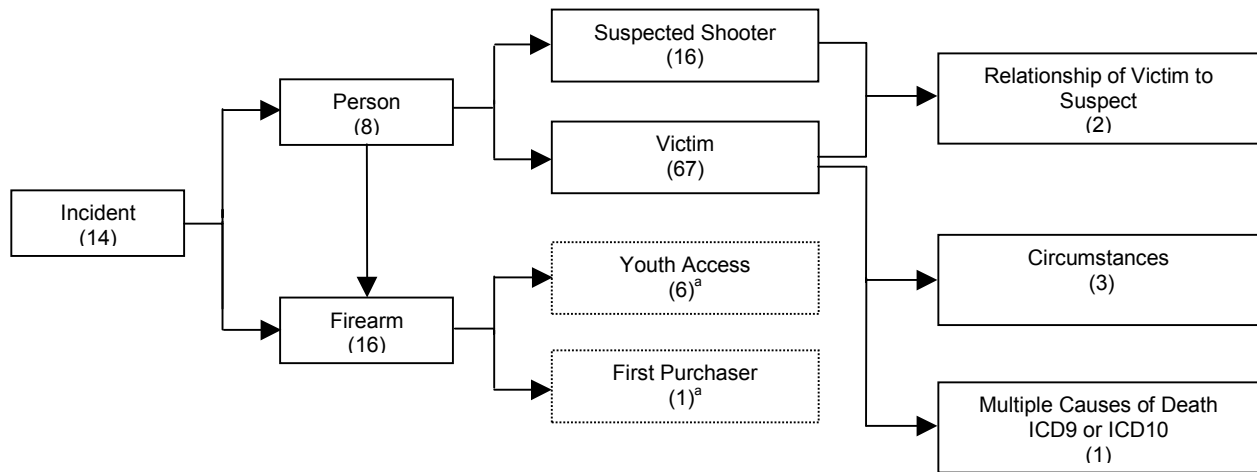 Incident
(14)
Person
(8)
Firearm
(16)
Suspected Shooter
(16)
Victim
(67)
Youth Access
(6)a
First Purchaser
(1)a
Relationship of Victim to
Suspect
(2)
Circumstances
(3)
Multiple Causes of Death
ICD9 or ICD10
(1)